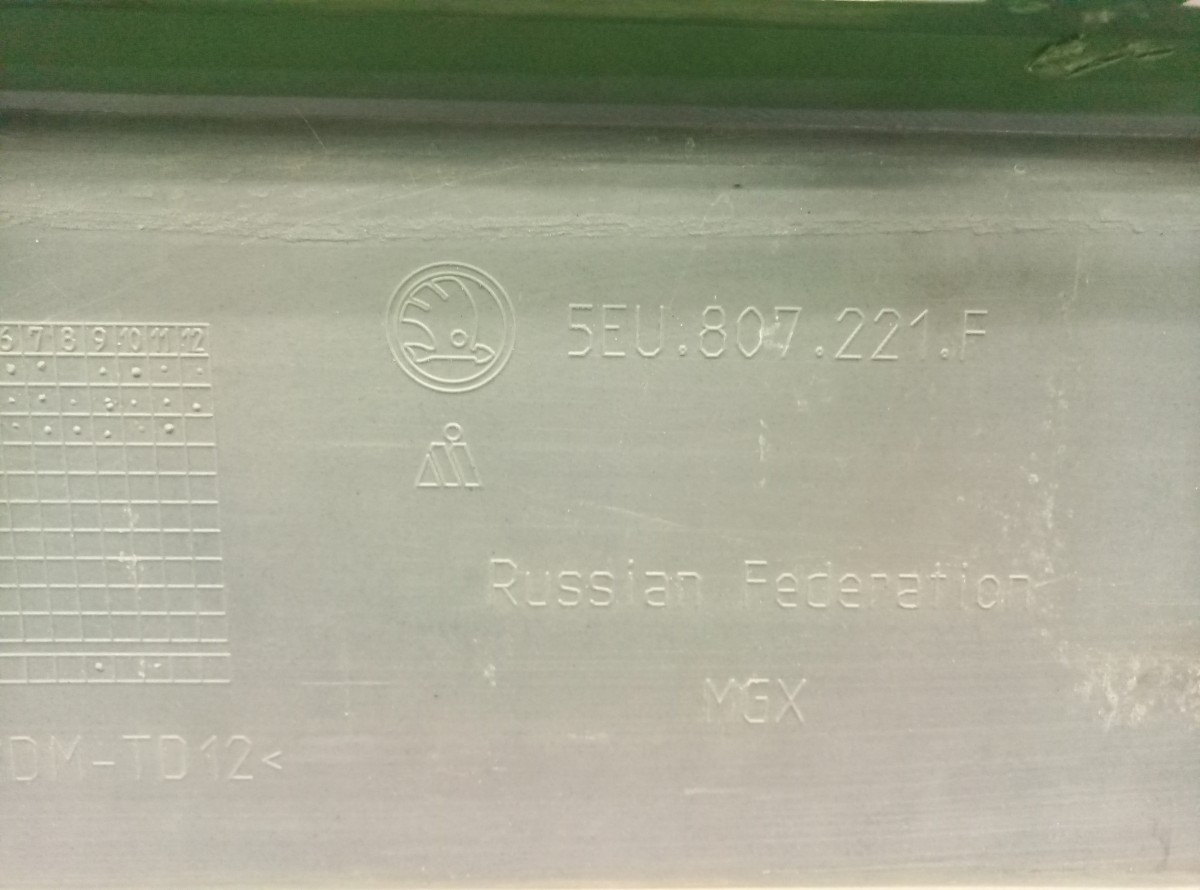 5EU.807.221.F
6 7 8 9 10 11 12
Russian Federation
MGX
DM-TD12<